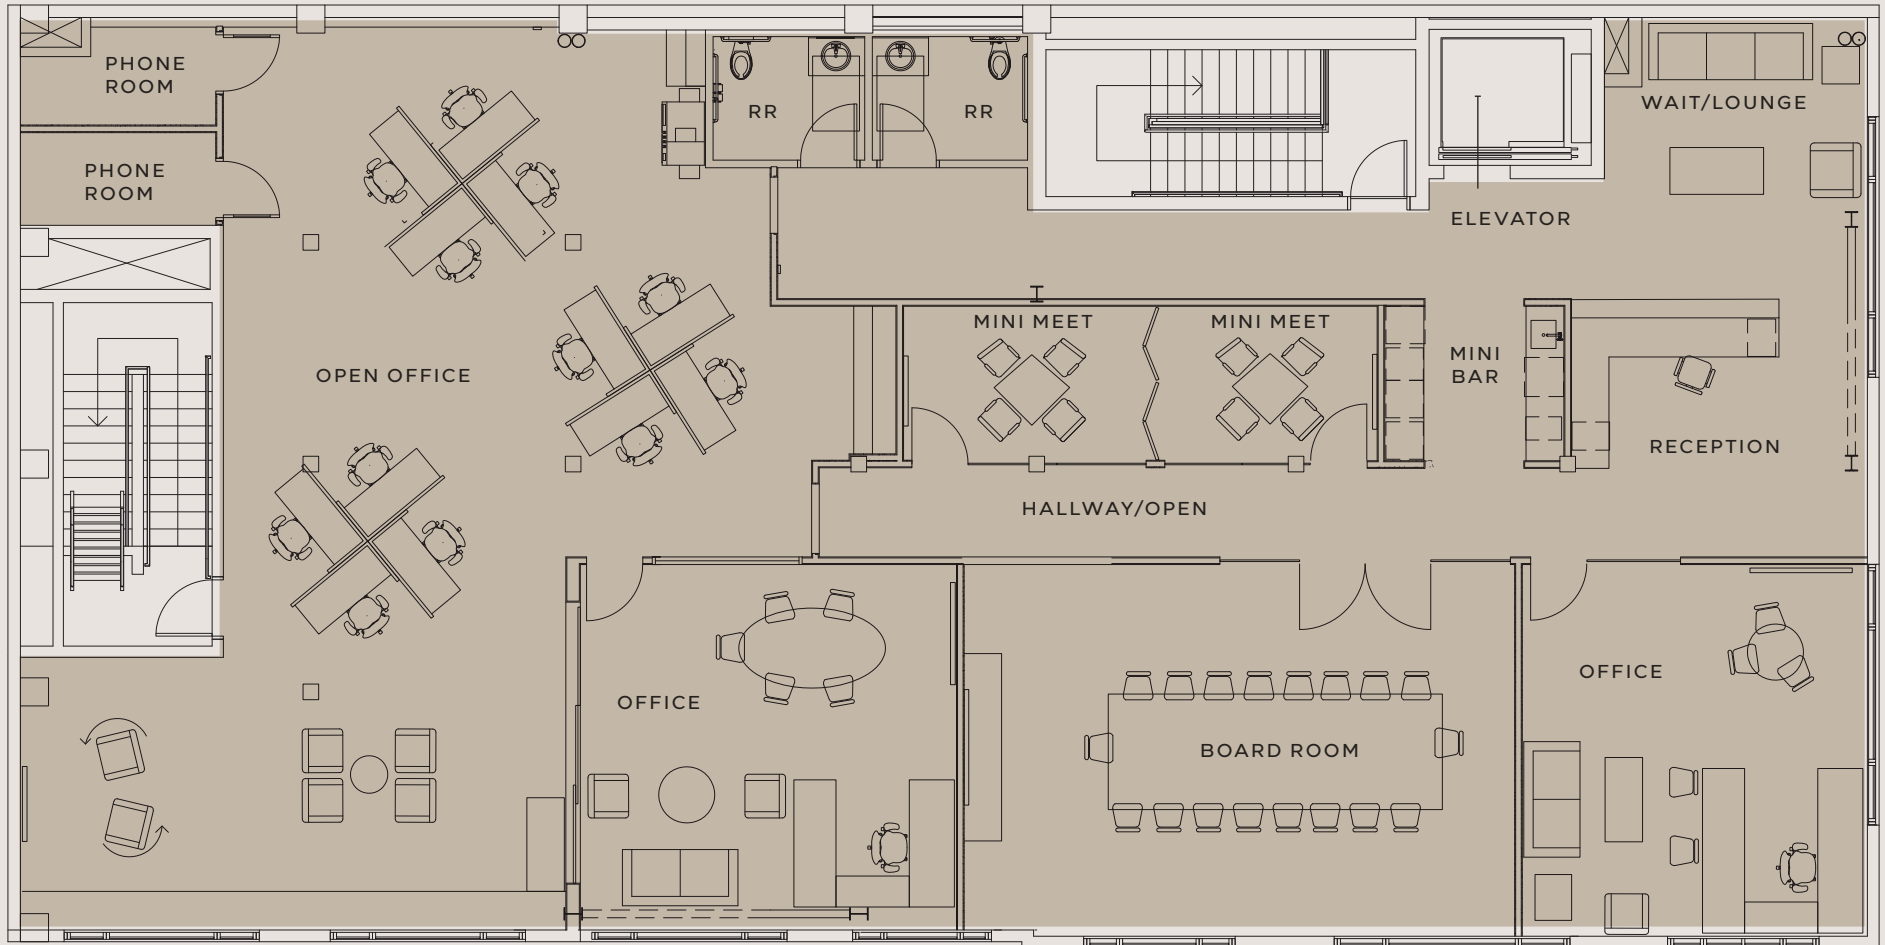 PHONE
ROOM
RR
RR
WAIT/LOUNGE
PHONE
ROOM
ELEVATOR
MINI MEET
MINI MEET
MINI
BAR
OPEN OFFICE
RECEPTION
HALLWAY/OPEN
OFFICE
OFFICE
BOARD ROOM